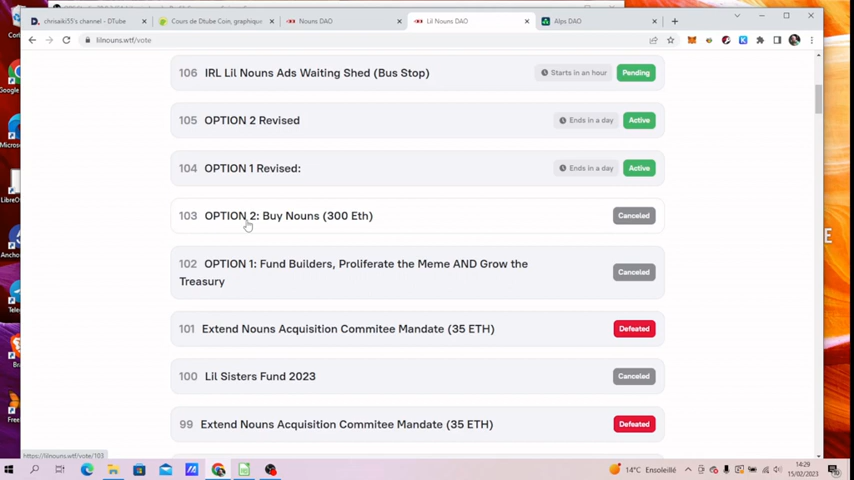 chrisaiki55's channel - DTube
Cours de Dtube Coin, graphique
Nouns DAO
Lil Nouns DAO
Alps DAO
lilnouns.wtf/vote
106 IRL Lil Nouns Ads Waiting Shed (Bus Stop) Starts in an hour Pending
105 OPTION 2 Revised Ends in a day Active
104 OPTION 1 Revised: Ends in a day Active
103 OPTION 2: Buy Nouns (300 Eth) Canceled
102 OPTION 1: Fund Builders, Proliferate the Meme AND Grow the
Treasury Canceled
101 Extend Nouns Acquisition Commitee Mandate (35 ETH) Defeated
100 Lil Sisters Fund 2023 Canceled
99 Extend Nouns Acquisition Commitee Mandate (35 ETH) Defeated
https://lilnouns.wtf/vote/103
14°C Ensoleillé
14:29
15/02/2023